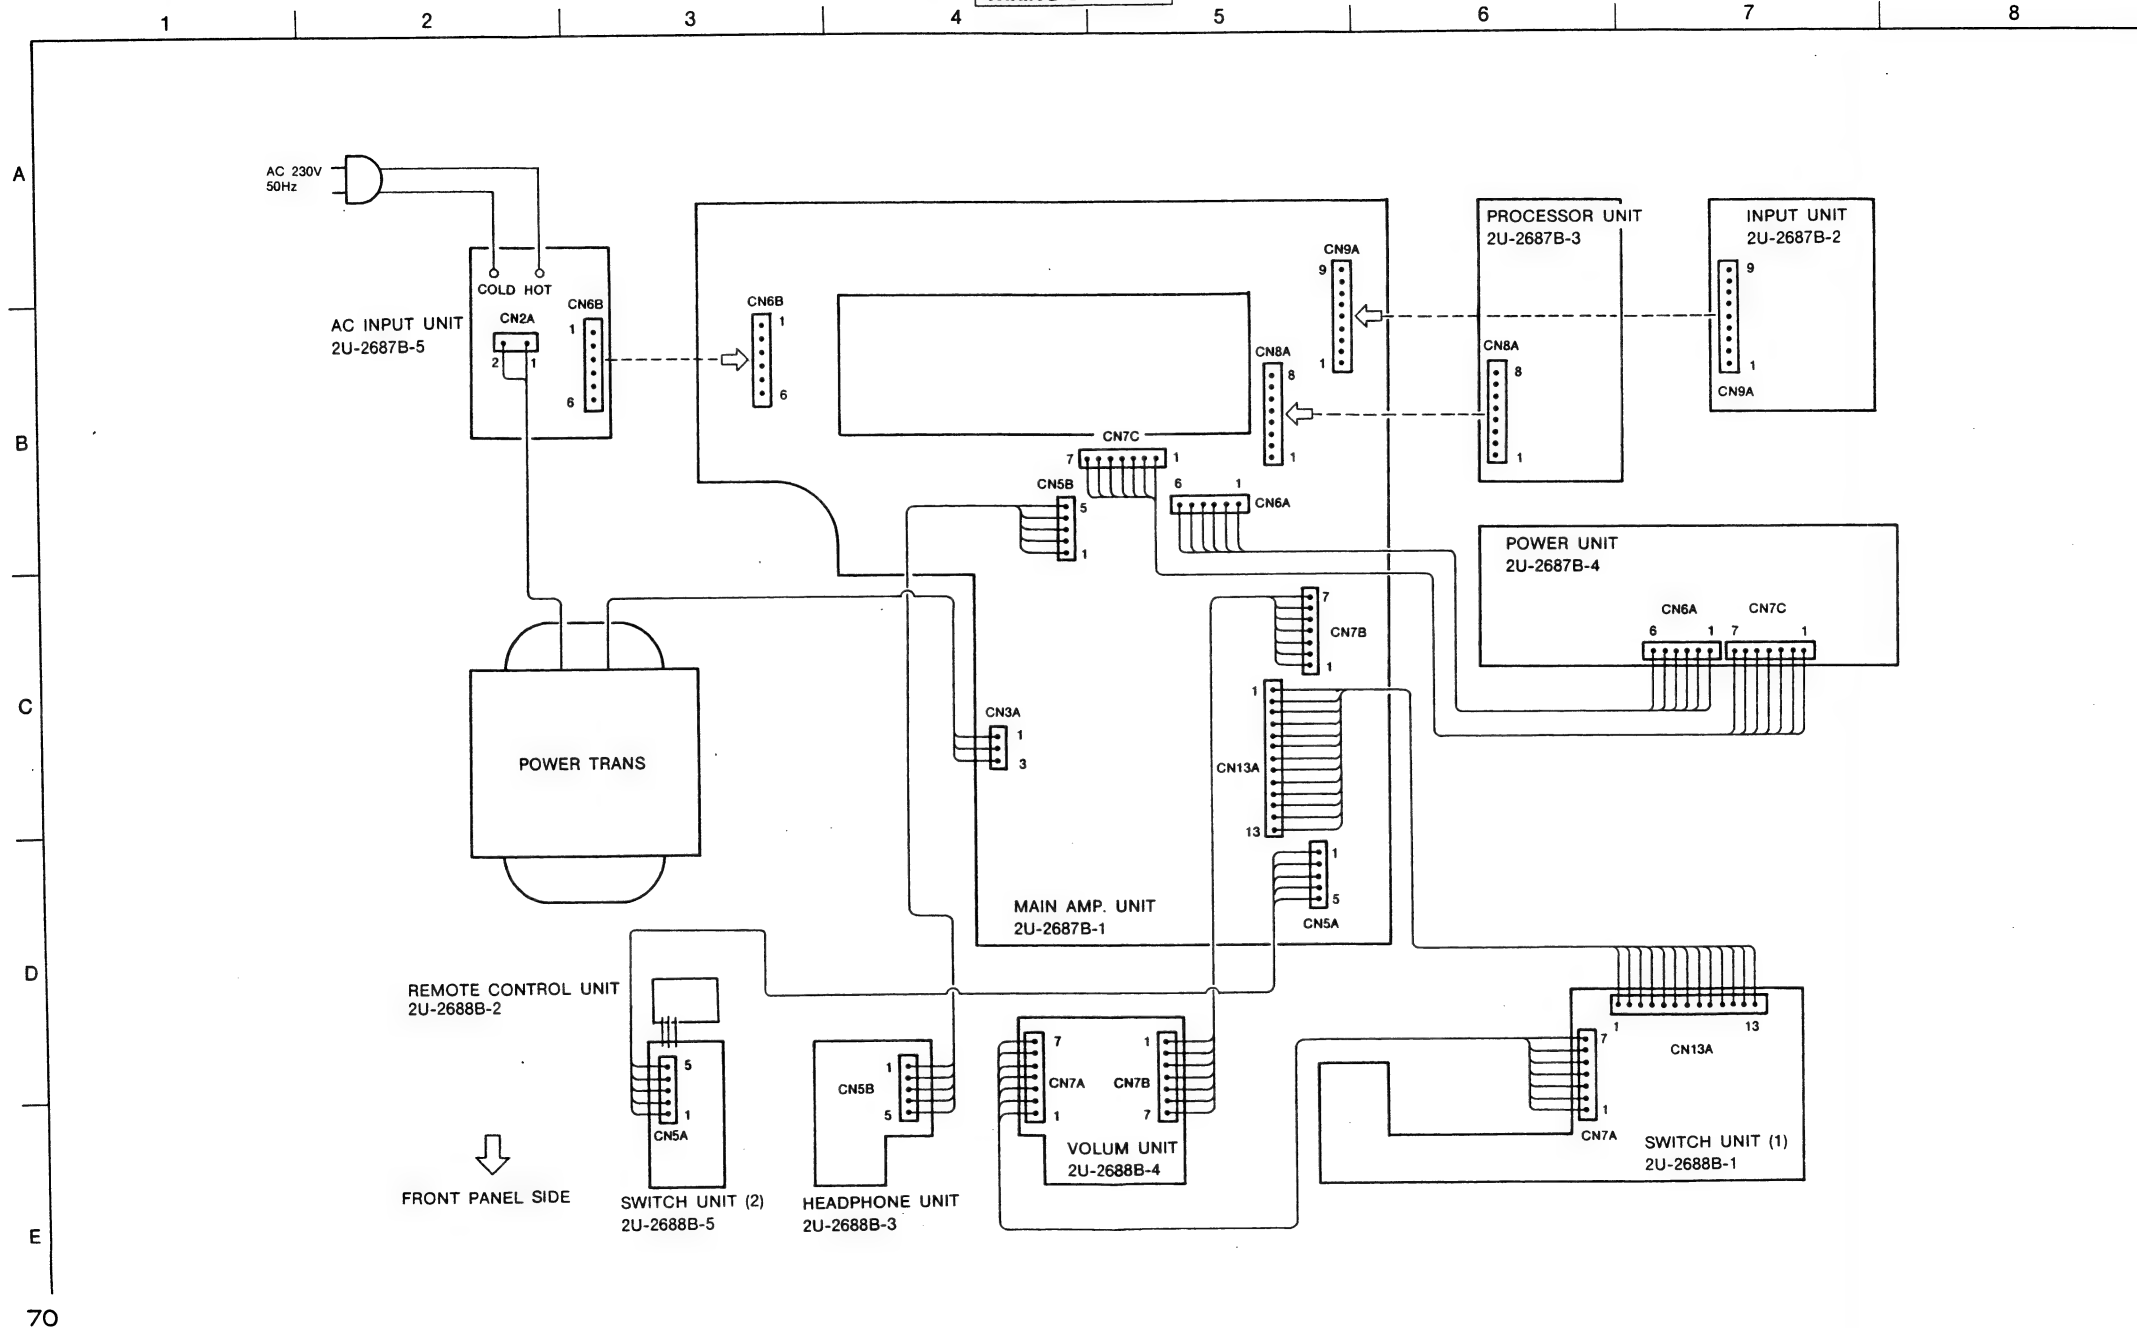 1 2 3 4 5 6 7 8
A
B
C
D
E
AC 230V
50Hz
COLD HOT
AC INPUT UNIT
2U-2687B-5
CN2A
2 1
CN6B
1
6
CN6B
1
6
CN9A
9
1
CN8A
8
1
PROCESSOR UNIT
2U-2687B-3
CN8A
8
1
INPUT UNIT
2U-2687B-2
9
1
CN9A
CN7C
7 1
CN5B
5
1
6 1
CN6A
POWER UNIT
2U-2687B-4
CN6A CN7C
6 1 7 1
7
CN7B
1
1
CN13A
13
CN3A
1
3
POWER TRANS
1
5
CN5A
MAIN AMP. UNIT
2U-2687B-1
REMOTE CONTROL UNIT
2U-2688B-2
5
1
CN5A
SWITCH UNIT (2)
2U-2688B-5
1
CN5B
5
HEADPHONE UNIT
2U-2688B-3
7 1
CN7A CN7B
1 7
VOLUM UNIT
2U-2688B-4
1 13
CN13A
7
1
CN7A
SWITCH UNIT (1)
2U-2688B-1
FRONT PANEL SIDE
70